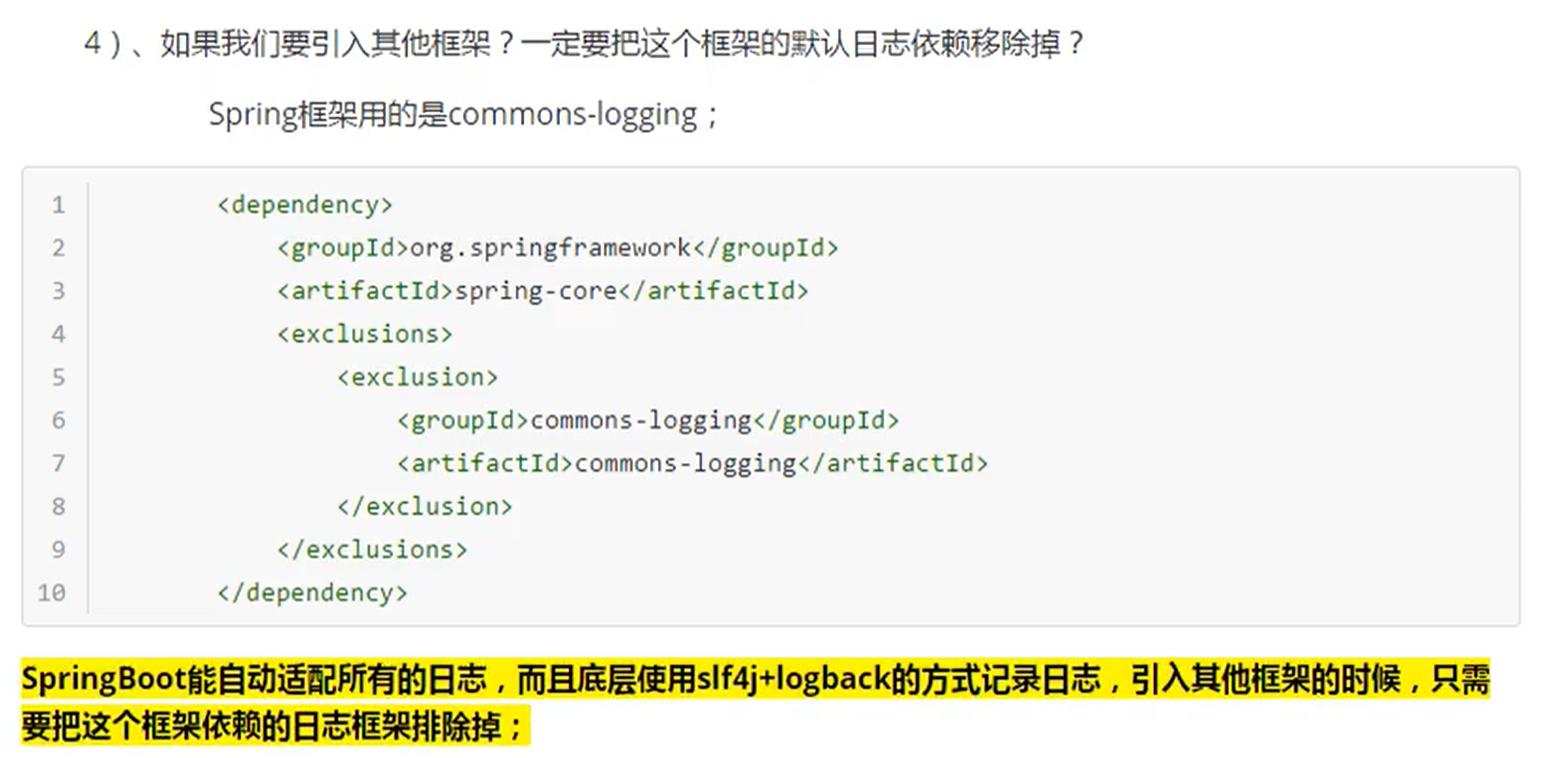 4）、如果我们要引入其他框架？一定要把这个框架的默认日志依赖移除掉？
Spring框架用的是commons-logging；
1 <dependency>
2 <groupId>org.springframework</groupId>
3 <artifactId>spring-core</artifactId>
4 <exclusions>
5 <exclusion>
6 <groupId>commons-logging</groupId>
7 <artifactId>commons-logging</artifactId>
8 </exclusion>
9 </exclusions>
10 </dependency>
SpringBoot能自动适配所有的日志，而且底层使用slf4j+logback的方式记录日志，引入其他框架的时候，只需
要把这个框架依赖的日志框架排除掉；